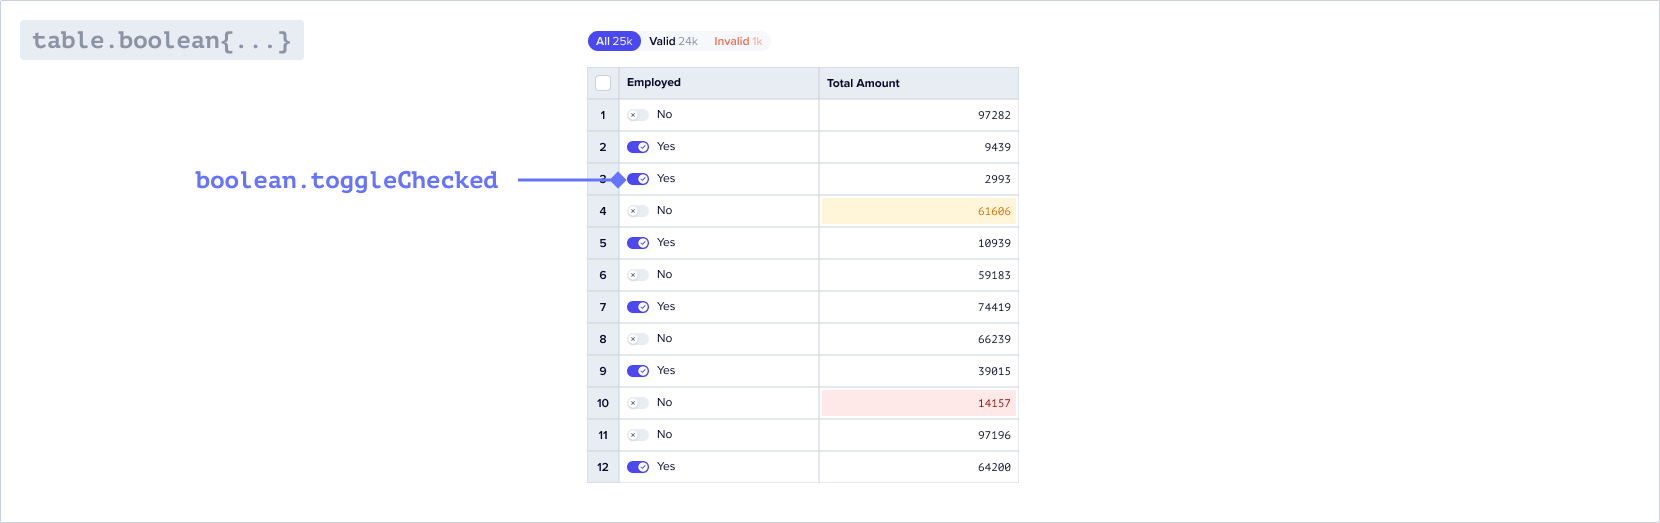 table.boolean{...}
All 25k Valid 24k Invalid 1k
Employed Total Amount
1 No 97282
2 Yes 9439
boolean.toggleChecked 3 Yes 2993
4 No 61606
5 Yes 10939
6 No 59183
7 Yes 74419
8 No 66239
9 Yes 39015
10 No 14157
11 No 97196
12 Yes 64200